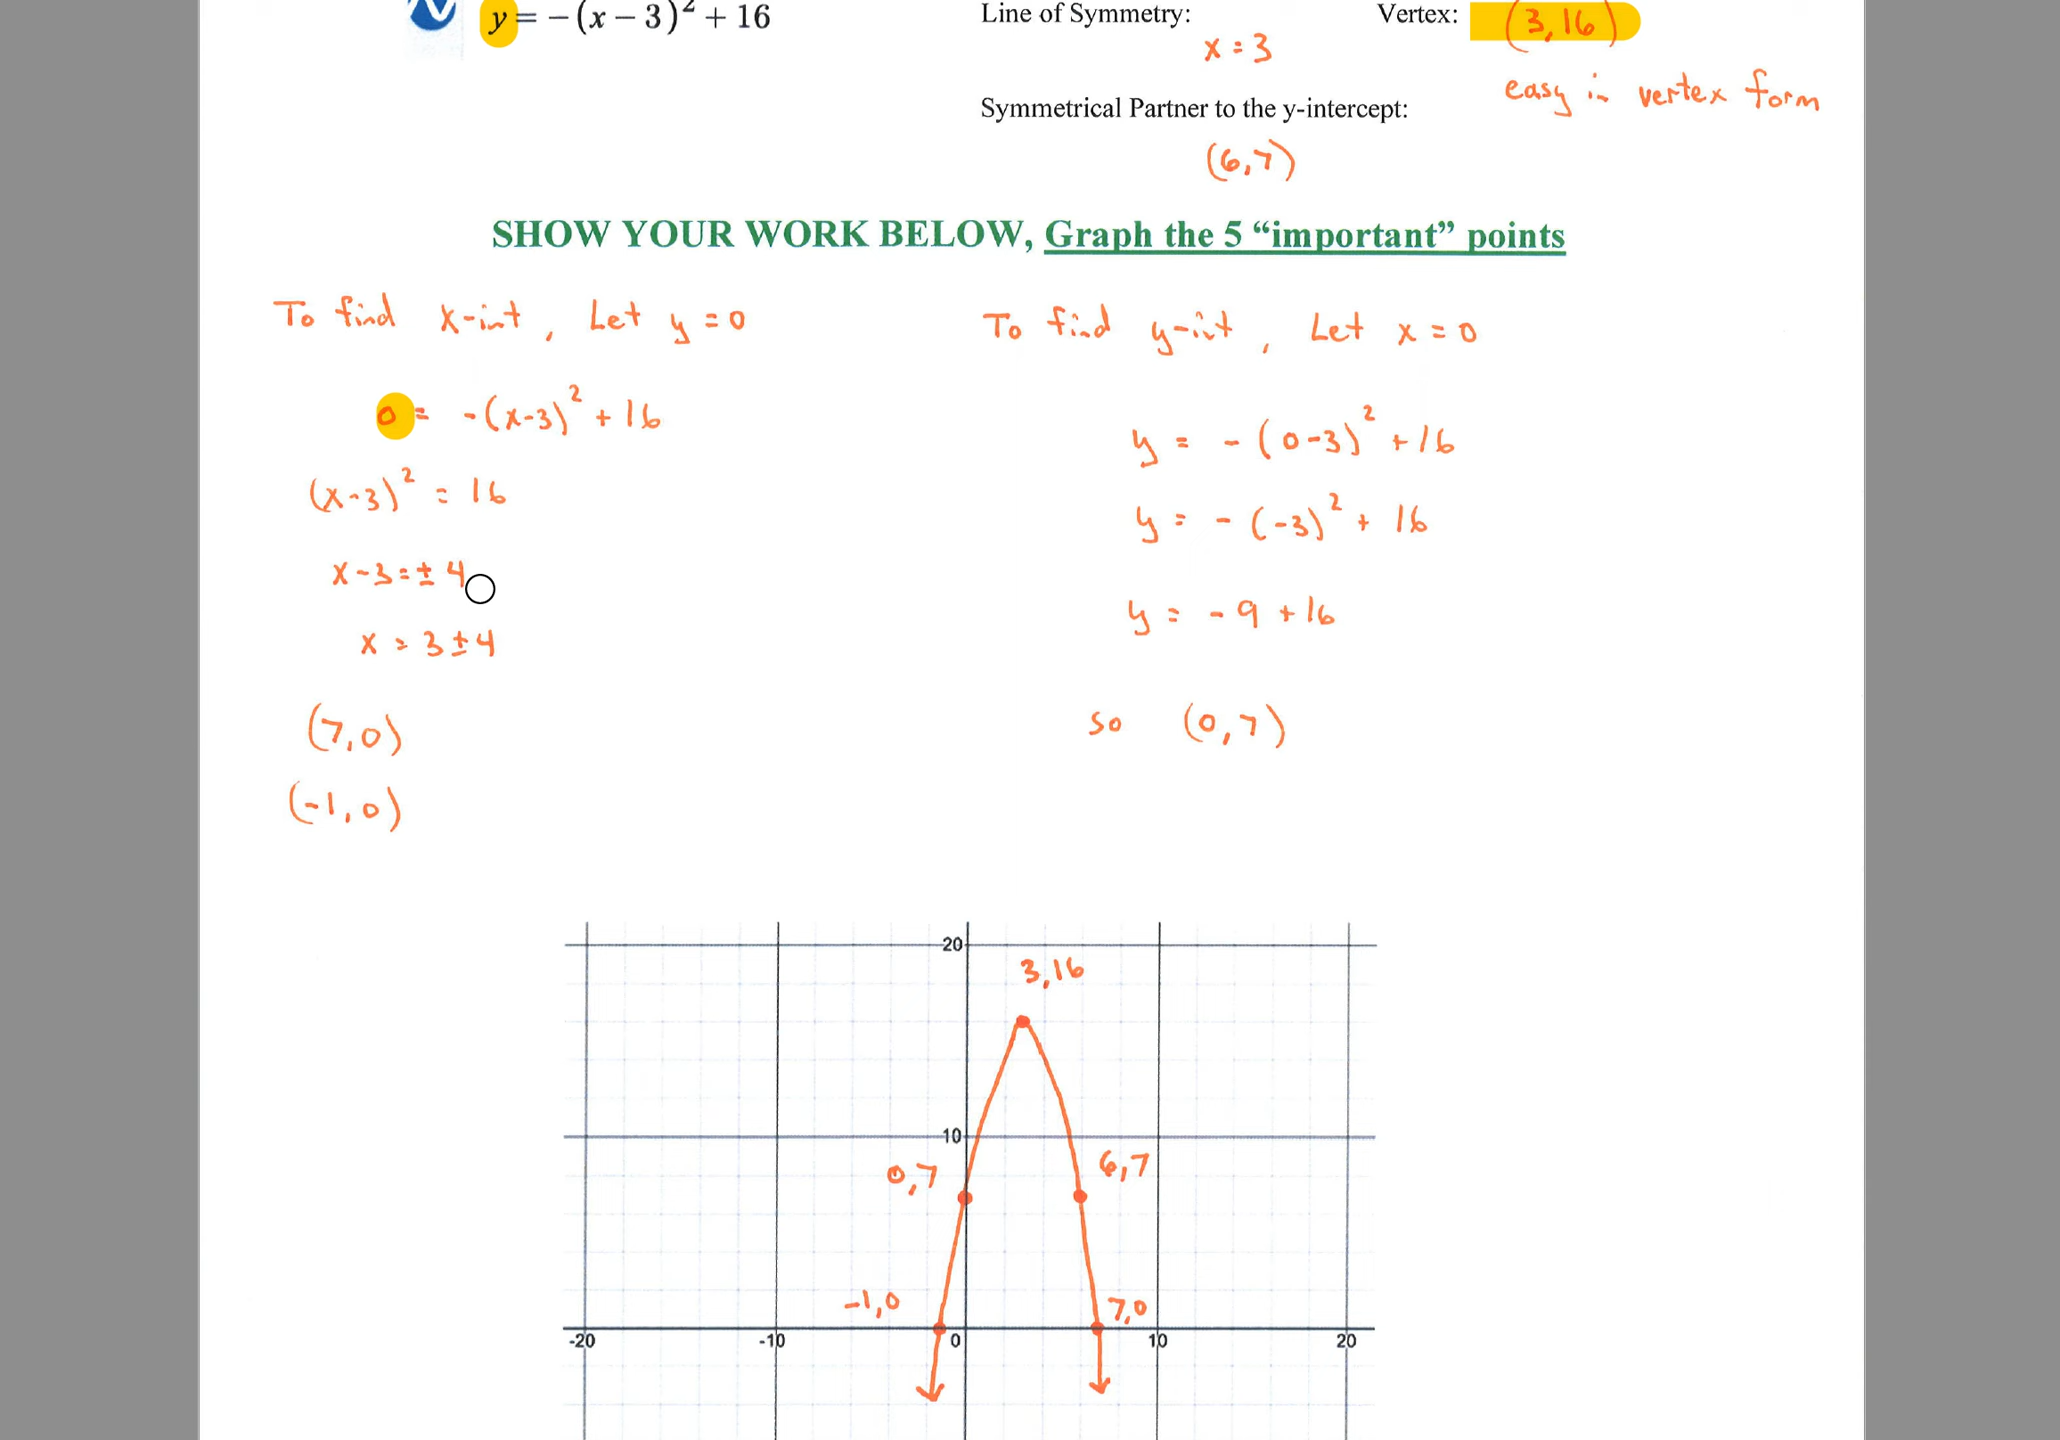 y = −(x − 3)² + 16
Line of Symmetry:
x = 3
Vertex: (3,16)
easy in vertex form
Symmetrical Partner to the y-intercept:
(6,7)
SHOW YOUR WORK BELOW, Graph the 5 “important” points
To find x-int, Let y = 0
0 = -(x-3)² + 16
(x-3)² = 16
x-3 = ± 4
x = 3 ± 4
(7,0)
(-1,0)
To find y-int, Let x = 0
y = -(0-3)² + 16
y = -(-3)² + 16
y = -9 + 16
so (0,7)
20
3,16
10
0,7
6,7
-1,0
7,0
-20 -10 0 10 20